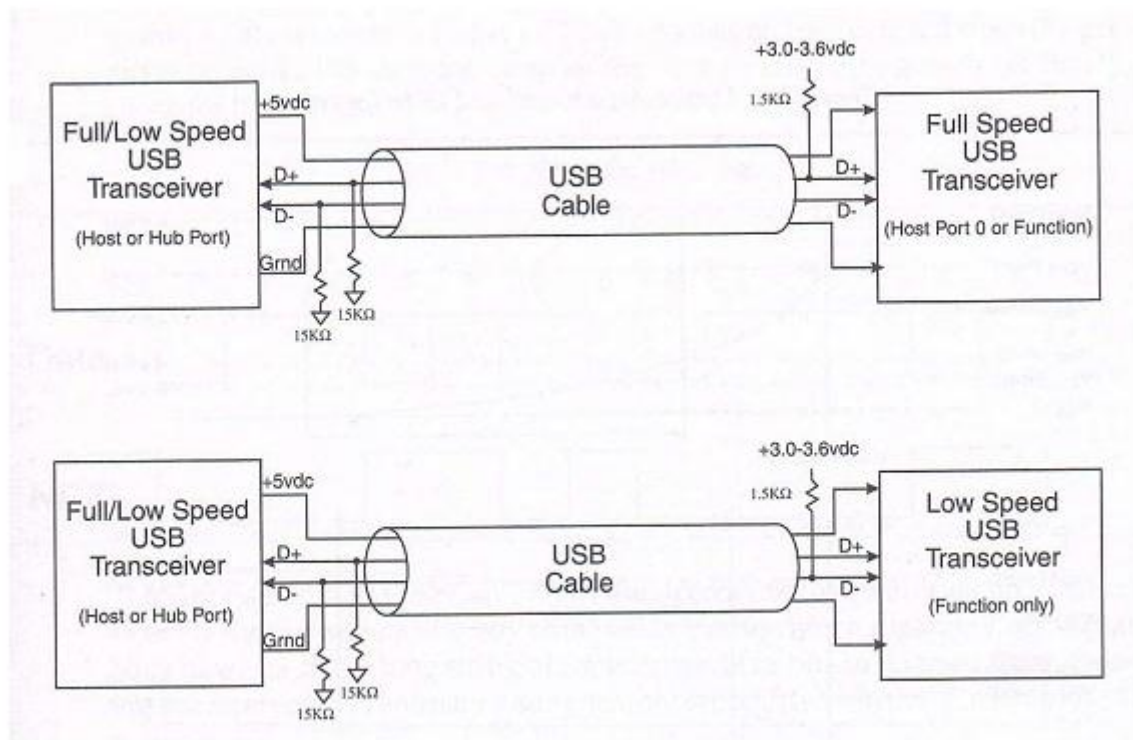 +3.0-3.6vdc
1.5KΩ
+5vdc
Full/Low Speed
USB
Transceiver
(Host or Hub Port)
D+
D-
Grnd
15KΩ
15KΩ
USB
Cable
Full Speed
USB
Transceiver
(Host Port 0 or Function)
D+
D-
+3.0-3.6vdc
1.5KΩ
+5vdc
Full/Low Speed
USB
Transceiver
(Host or Hub Port)
D+
D-
Grnd
15KΩ
15KΩ
USB
Cable
Low Speed
USB
Transceiver
(Function only)
D+
D-